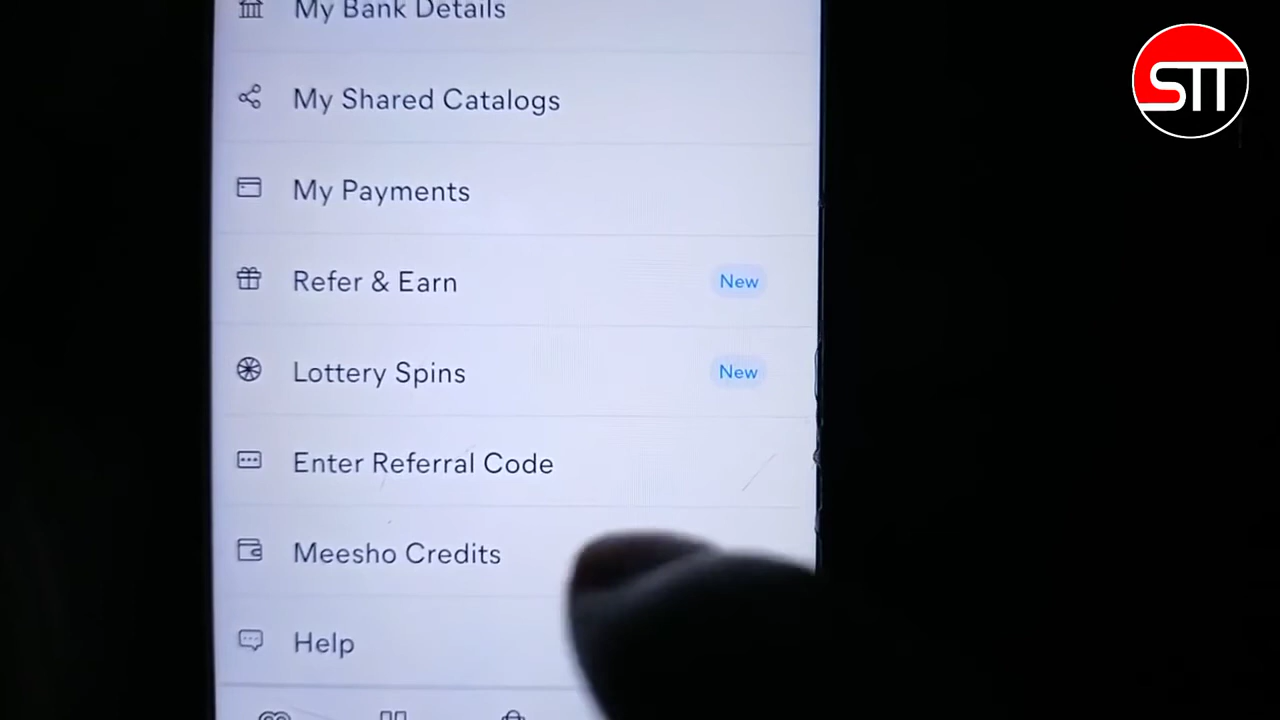 STT
My Bank Details
My Shared Catalogs
My Payments
Refer & Earn New
Lottery Spins New
Enter Referral Code
Meesho Credits
Help